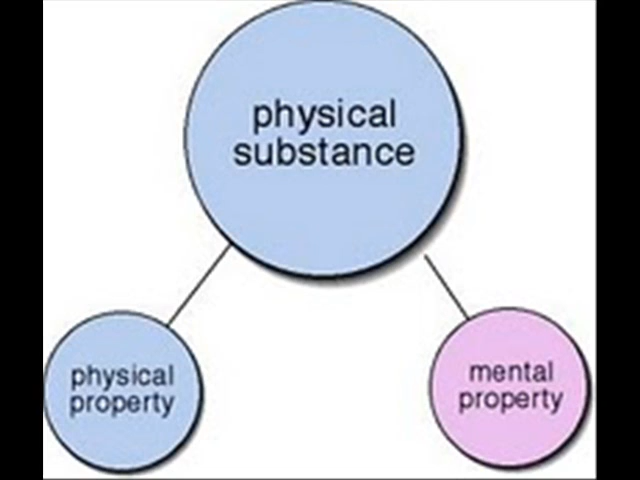 physical
substance
physical
property
mental
property